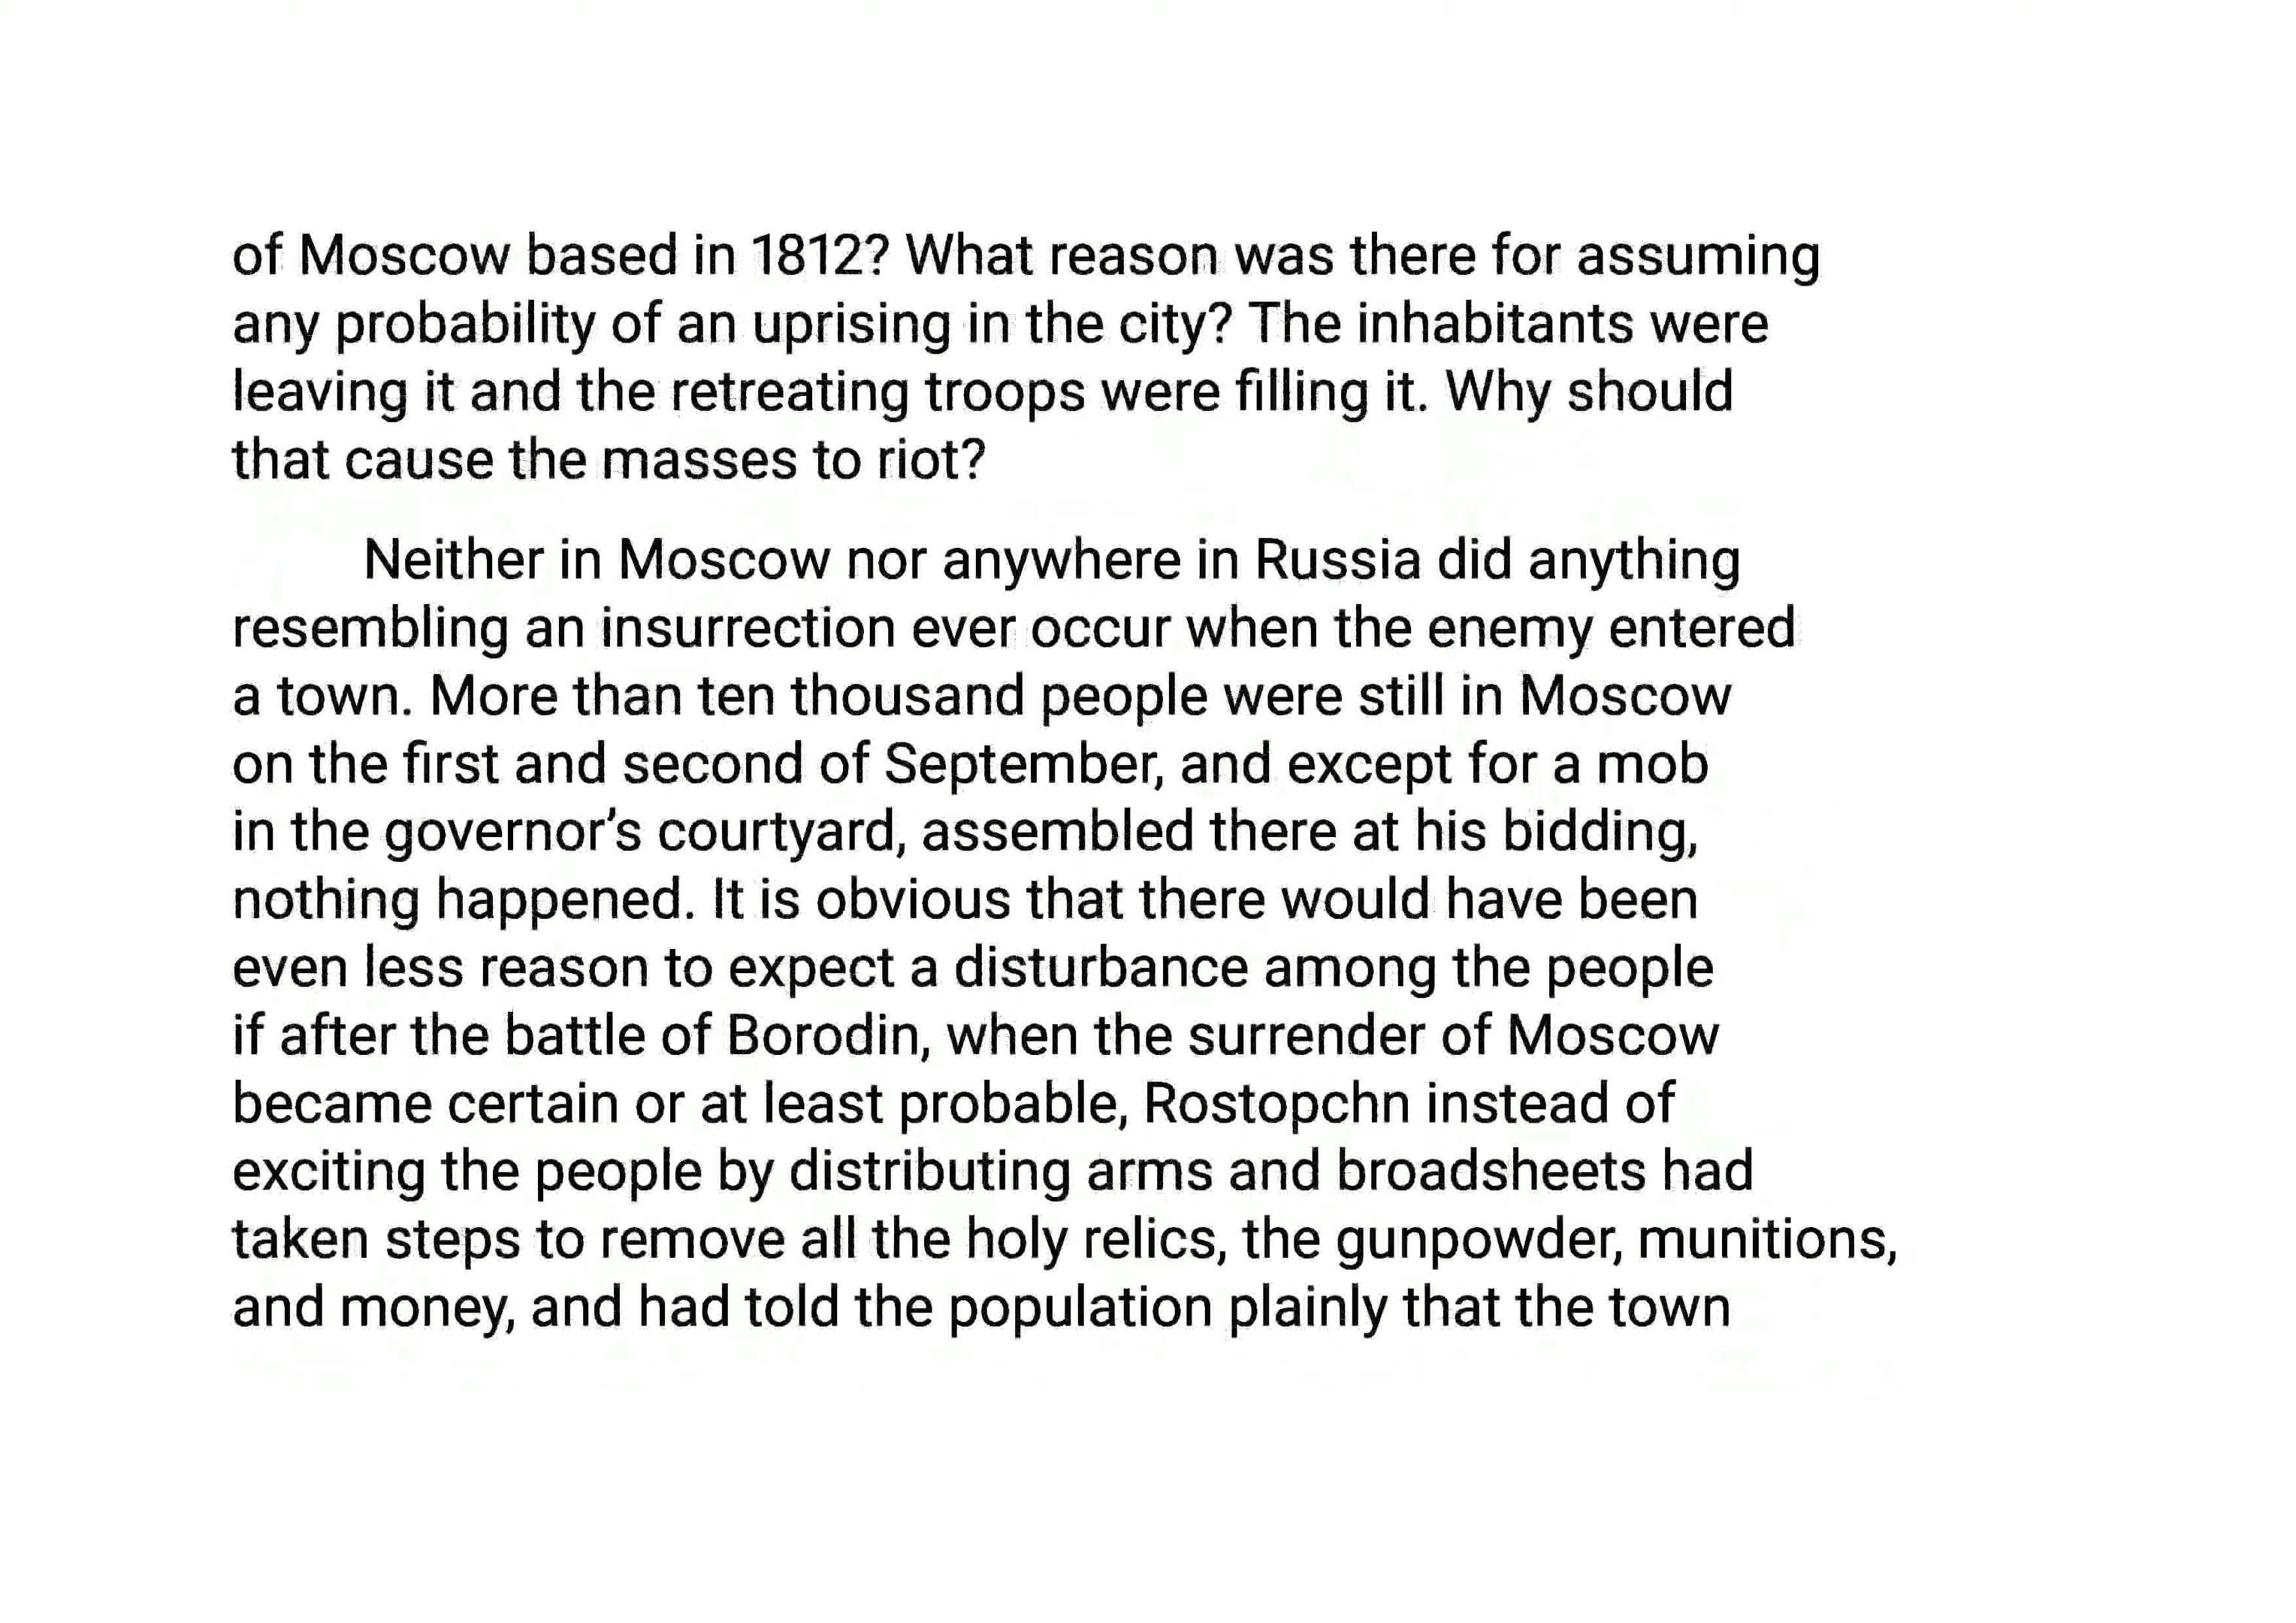 of Moscow based in 1812? What reason was there for assuming
any probability of an uprising in the city? The inhabitants were
leaving it and the retreating troops were filling it. Why should
that cause the masses to riot?
Neither in Moscow nor anywhere in Russia did anything
resembling an insurrection ever occur when the enemy entered
a town. More than ten thousand people were still in Moscow
on the first and second of September, and except for a mob
in the governor’s courtyard, assembled there at his bidding,
nothing happened. It is obvious that there would have been
even less reason to expect a disturbance among the people
if after the battle of Borodin, when the surrender of Moscow
became certain or at least probable, Rostopchn instead of
exciting the people by distributing arms and broadsheets had
taken steps to remove all the holy relics, the gunpowder, munitions,
and money, and had told the population plainly that the town